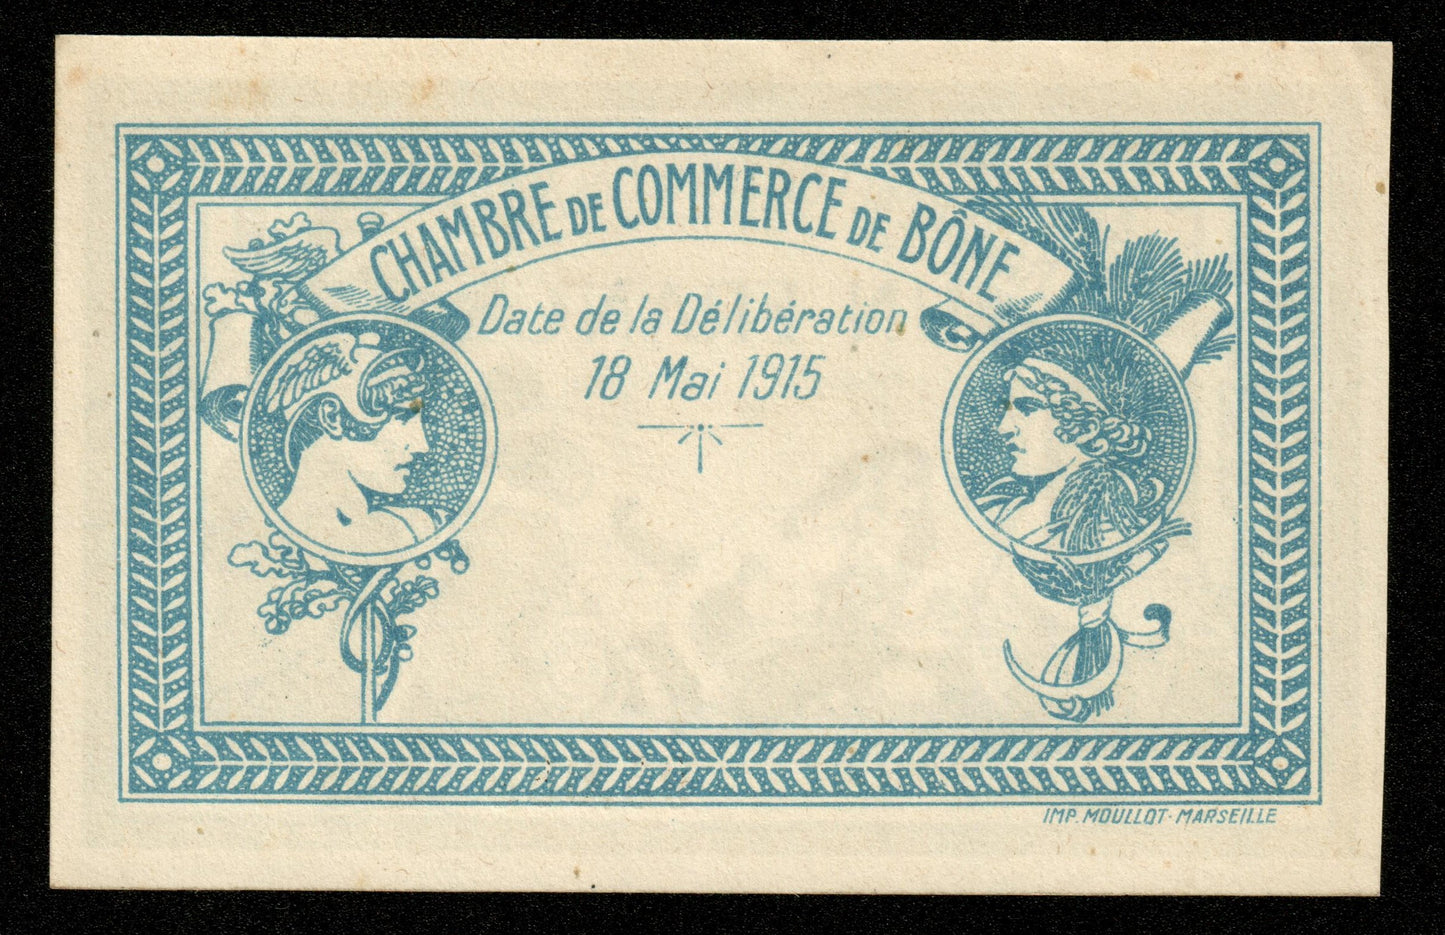 CHAMBRE DE COMMERCE DE BÔNE
Date de la Délibération
18 Mai 1915
IMP. MOULLOT - MARSEILLE